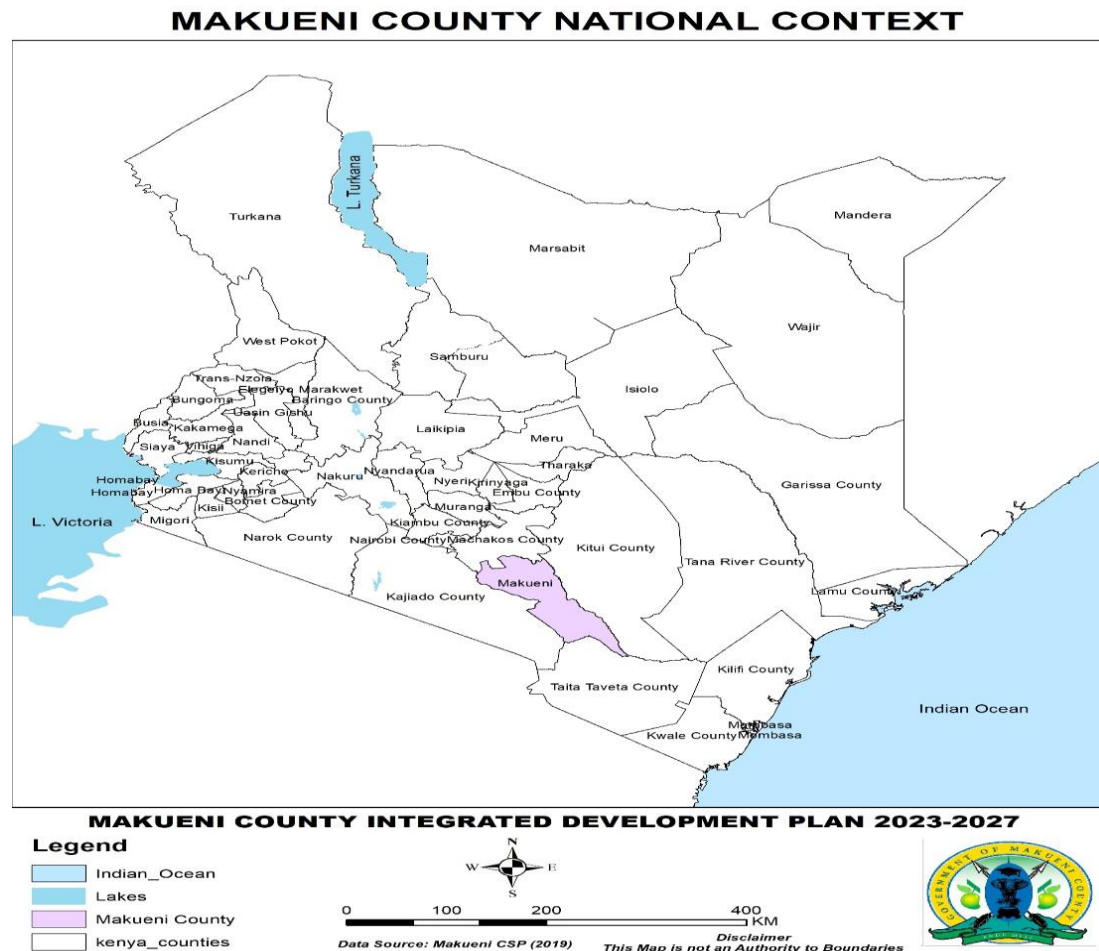 MAKUENI COUNTY NATIONAL CONTEXT
L. Turkana
Turkana
Mandera
Marsabit
Wajir
West Pokot
Samburu
Isiolo
Trans-Nzoia
Elegeiyo Marakwet
Baringo County
Bungoma
Uasin Gishu
Busia
Kakamega
Laikipia
Meru
Siaya
Vihiga
Nandi
Kisumu
Tharaka
Kericho
Nakuru
Nyandarua
Nyeri
Kirinyaga
Garissa County
Homabay
Homabay
Homa Bay
Nyamira
Embu County
Bomet County
Muranga
Kisii
L. Victoria
Migori
Kiambu County
Narok County
Nairobi County
Machakos County
Kitui County
Tana River County
Makueni
Kajiado County
Lamu County
Kilifi County
Taita Taveta County
Indian Ocean
Mombasa
Kwale County
Mombasa
MAKUENI COUNTY INTEGRATED DEVELOPMENT PLAN 2023-2027
Legend
Indian_Ocean
Lakes
Makueni County
kenya_counties
N
W
E
S
0 100 200 400
KM
Data Source: Makueni CSP (2019)
Disclaimer
This Map is not an Authority to Boundaries
GOVERNMENT OF MAKUENI COUNTY